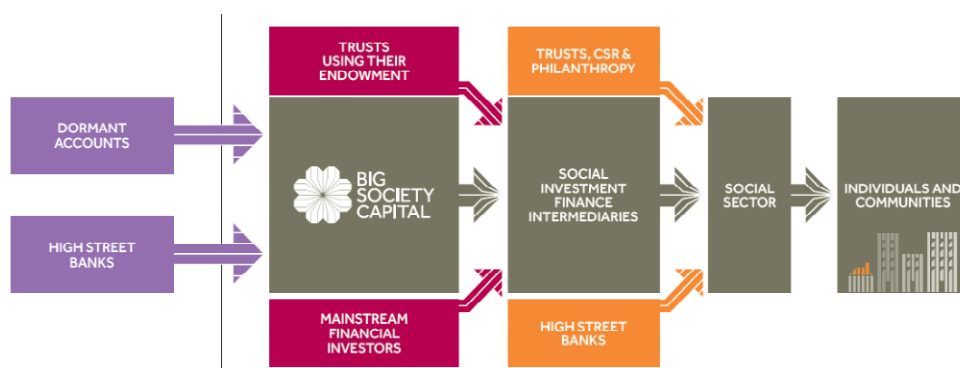 DORMANT
ACCOUNTS
HIGH STREET
BANKS
TRUSTS
USING THEIR
ENDOWMENT
BIG
SOCIETY
CAPITAL
MAINSTREAM
FINANCIAL
INVESTORS
TRUSTS, CSR &
PHILANTHROPY
SOCIAL
INVESTMENT
FINANCE
INTERMEDIARIES
HIGH STREET
BANKS
SOCIAL
SECTOR
INDIVIDUALS AND
COMMUNITIES